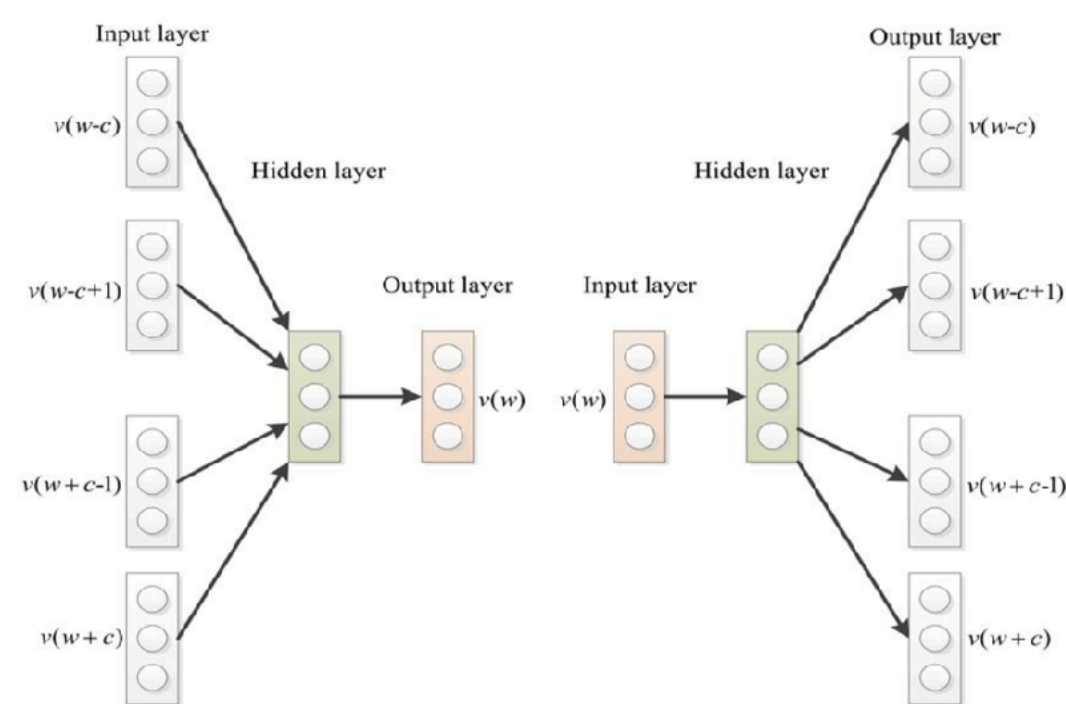 Input layer
v(w-c)
Hidden layer
v(w-c+1)
Output layer
v(w)
v(w+c-1)
v(w+c)
Output layer
v(w-c)
Hidden layer
v(w-c+1)
Input layer
v(w)
v(w+c-1)
v(w+c)